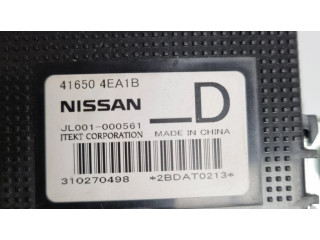 41650 4EA1B
NISSAN
_D
JL001-000561
MADE IN CHINA
JTEKT CORPORATION
310270498
*2BDAT0213*